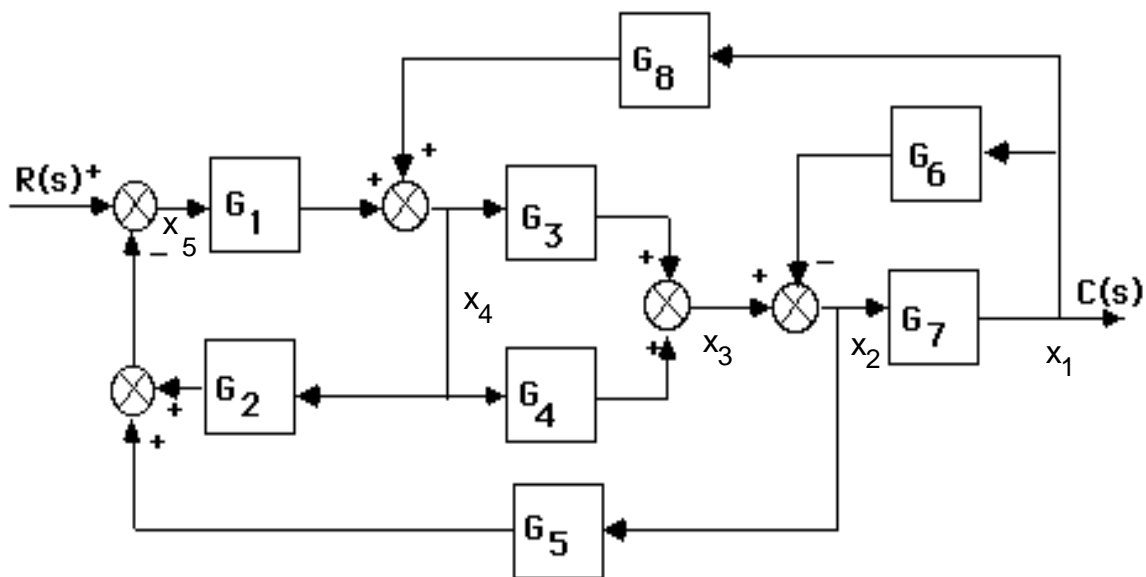 G8
G6
R(s)+
+
+
G1
G3
x5
−
+
+
−
C(s)
x4
G7
x3
x2
x1
+
G2
+
G4
+
G5